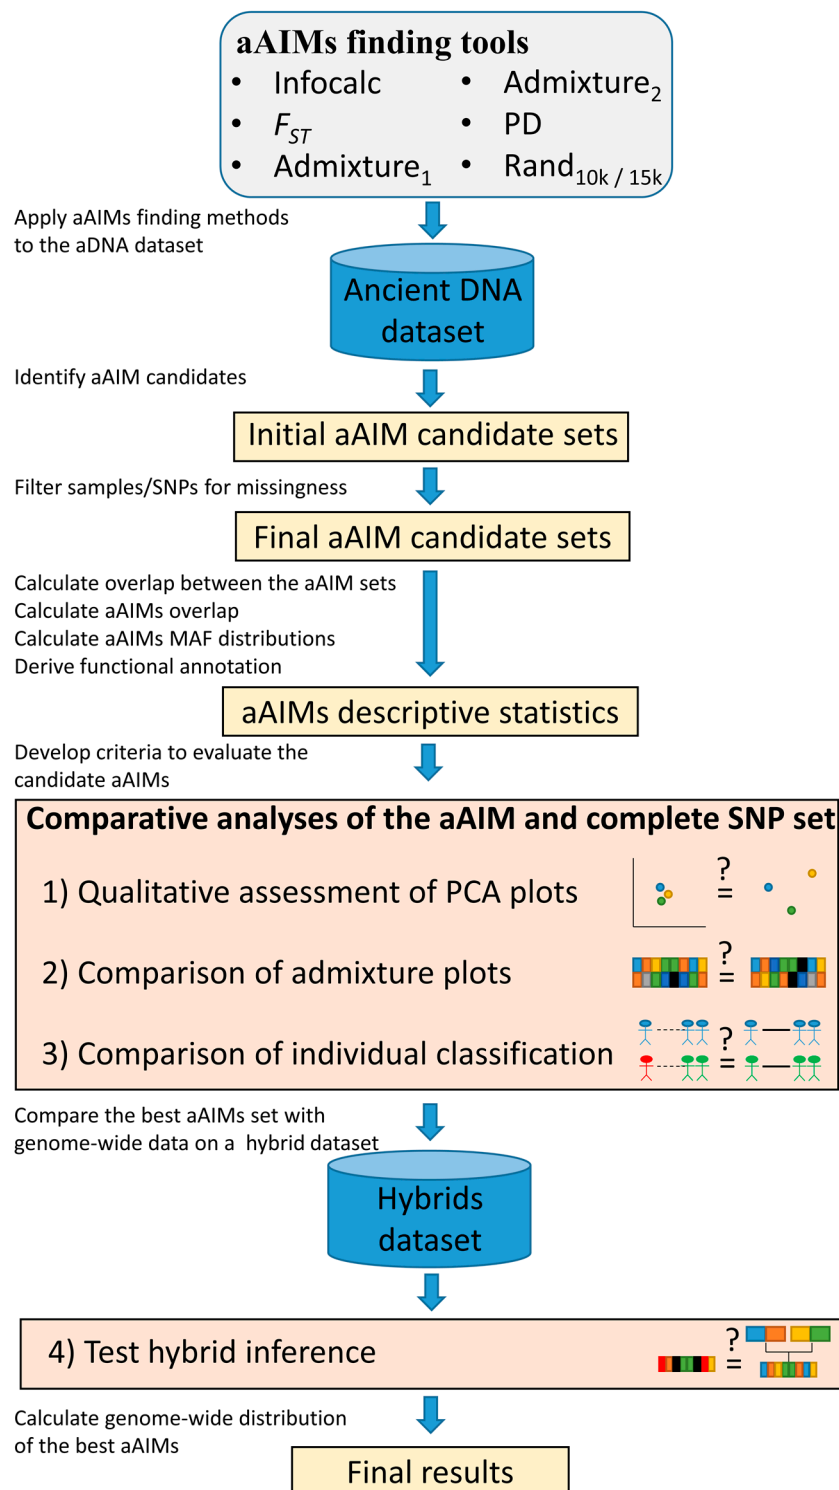 aAIMs finding tools
• Infocalc
• Admixture2
• FST
• PD
• Admixture1
• Rand10k / 15k
Apply aAIMs finding methods
to the aDNA dataset
Ancient DNA
dataset
Identify aAIM candidates
Initial aAIM candidate sets
Filter samples/SNPs for missingness
Final aAIM candidate sets
Calculate overlap between the aAIM sets
Calculate aAIMs overlap
Calculate aAIMs MAF distributions
Derive functional annotation
aAIMs descriptive statistics
Develop criteria to evaluate the
candidate aAIMs
Comparative analyses of the aAIM and complete SNP set
1) Qualitative assessment of PCA plots
?
=
2) Comparison of admixture plots
?
=
3) Comparison of individual classification
?
=
Compare the best aAIMs set with
genome-wide data on a hybrid dataset
Hybrids
dataset
4) Test hybrid inference
?
=
Calculate genome-wide distribution
of the best aAIMs
Final results